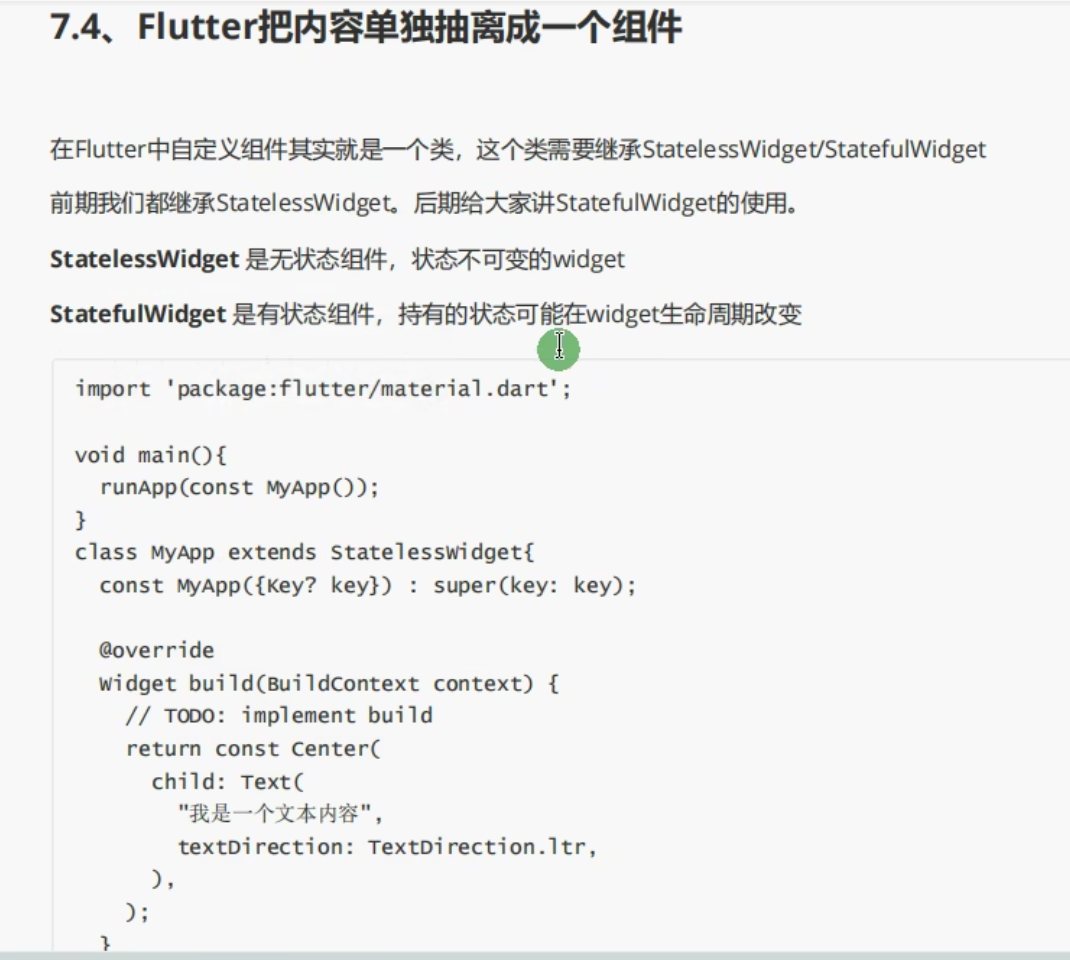 7.4、Flutter把内容单独抽离成一个组件
在Flutter中自定义组件其实就是一个类，这个类需要继承StatelessWidget/StatefulWidget
前期我们都继承StatelessWidget。后期给大家讲StatefulWidget的使用。
StatelessWidget 是无状态组件，状态不可变的widget
StatefulWidget 是有状态组件，持有的状态可能在widget生命周期改变
import 'package:flutter/material.dart';
void main(){
  runApp(const MyApp());
}
class MyApp extends StatelessWidget{
  const MyApp({Key? key}) : super(key: key);
  @override
  Widget build(BuildContext context) {
    // TODO: implement build
    return const Center(
      child: Text(
        "我是一个文本内容",
        textDirection: TextDirection.ltr,
      ),
    );
  }